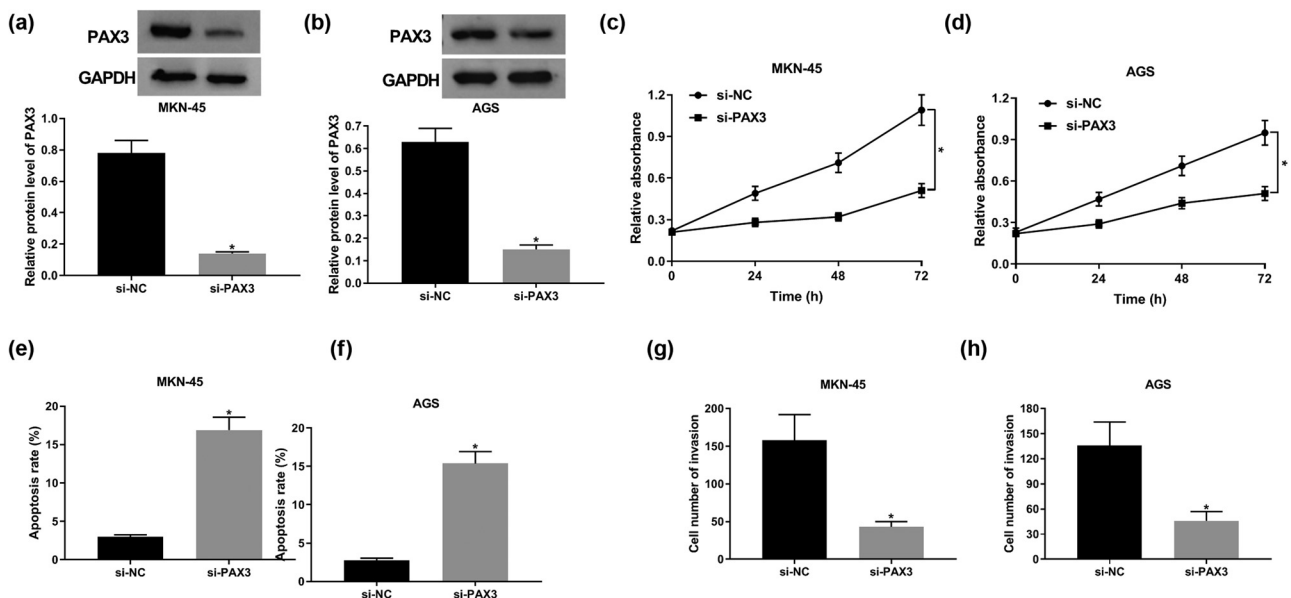 (a)
PAX3
GAPDH
MKN-45
Relative protein level of PAX3
0.8
0.6
0.4
0.2
0.0
*
si-NC
si-PAX3
(b)
PAX3
GAPDH
AGS
Relative protein level of PAX3
0.7
0.6
0.5
0.4
0.3
0.2
0.1
0.0
*
si-NC
si-PAX3
(c)
MKN-45
Relative absorbance
1.2
0.9
0.6
0.3
0.0
si-NC
si-PAX3
*
0
24
48
72
Time (h)
(d)
AGS
Relative absorbance
1.2
0.9
0.6
0.3
0.0
si-NC
si-PAX3
*
0
24
48
72
Time (h)
(e)
MKN-45
Apoptosis rate (%)
20
15
10
5
0
*
si-NC
si-PAX3
(f)
AGS
Apoptosis rate (%)
20
15
10
5
0
*
si-NC
si-PAX3
(g)
MKN-45
Cell number of invasion
200
150
100
50
0
*
si-NC
si-PAX3
(h)
AGS
Cell number of invasion
180
150
120
90
60
30
0
*
si-NC
si-PAX3